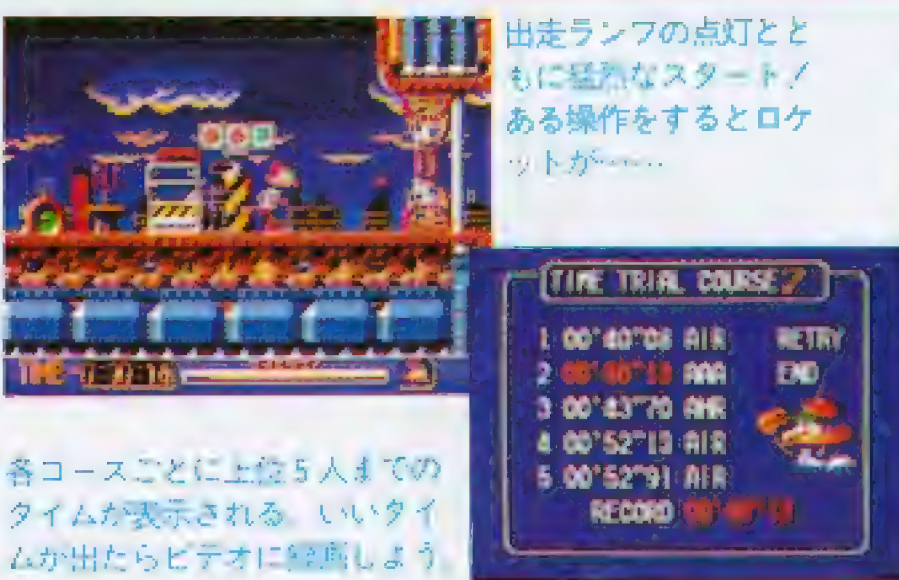 出走ランプの点灯とと
もに猛烈なスタート!
ある操作をするとロケ
ットが……
TIME
TIME TRIAL COURSE 7
1 00'40"08 AIR RETRY
2 AAA END
3 00'43"70 AHR
4 00'52"13 AIR
5 00'52"91 AIR
RECORD
各コースごとに上位5人までの
タイムが表示される いいタイ
ムが出たらビデオに録画しよう